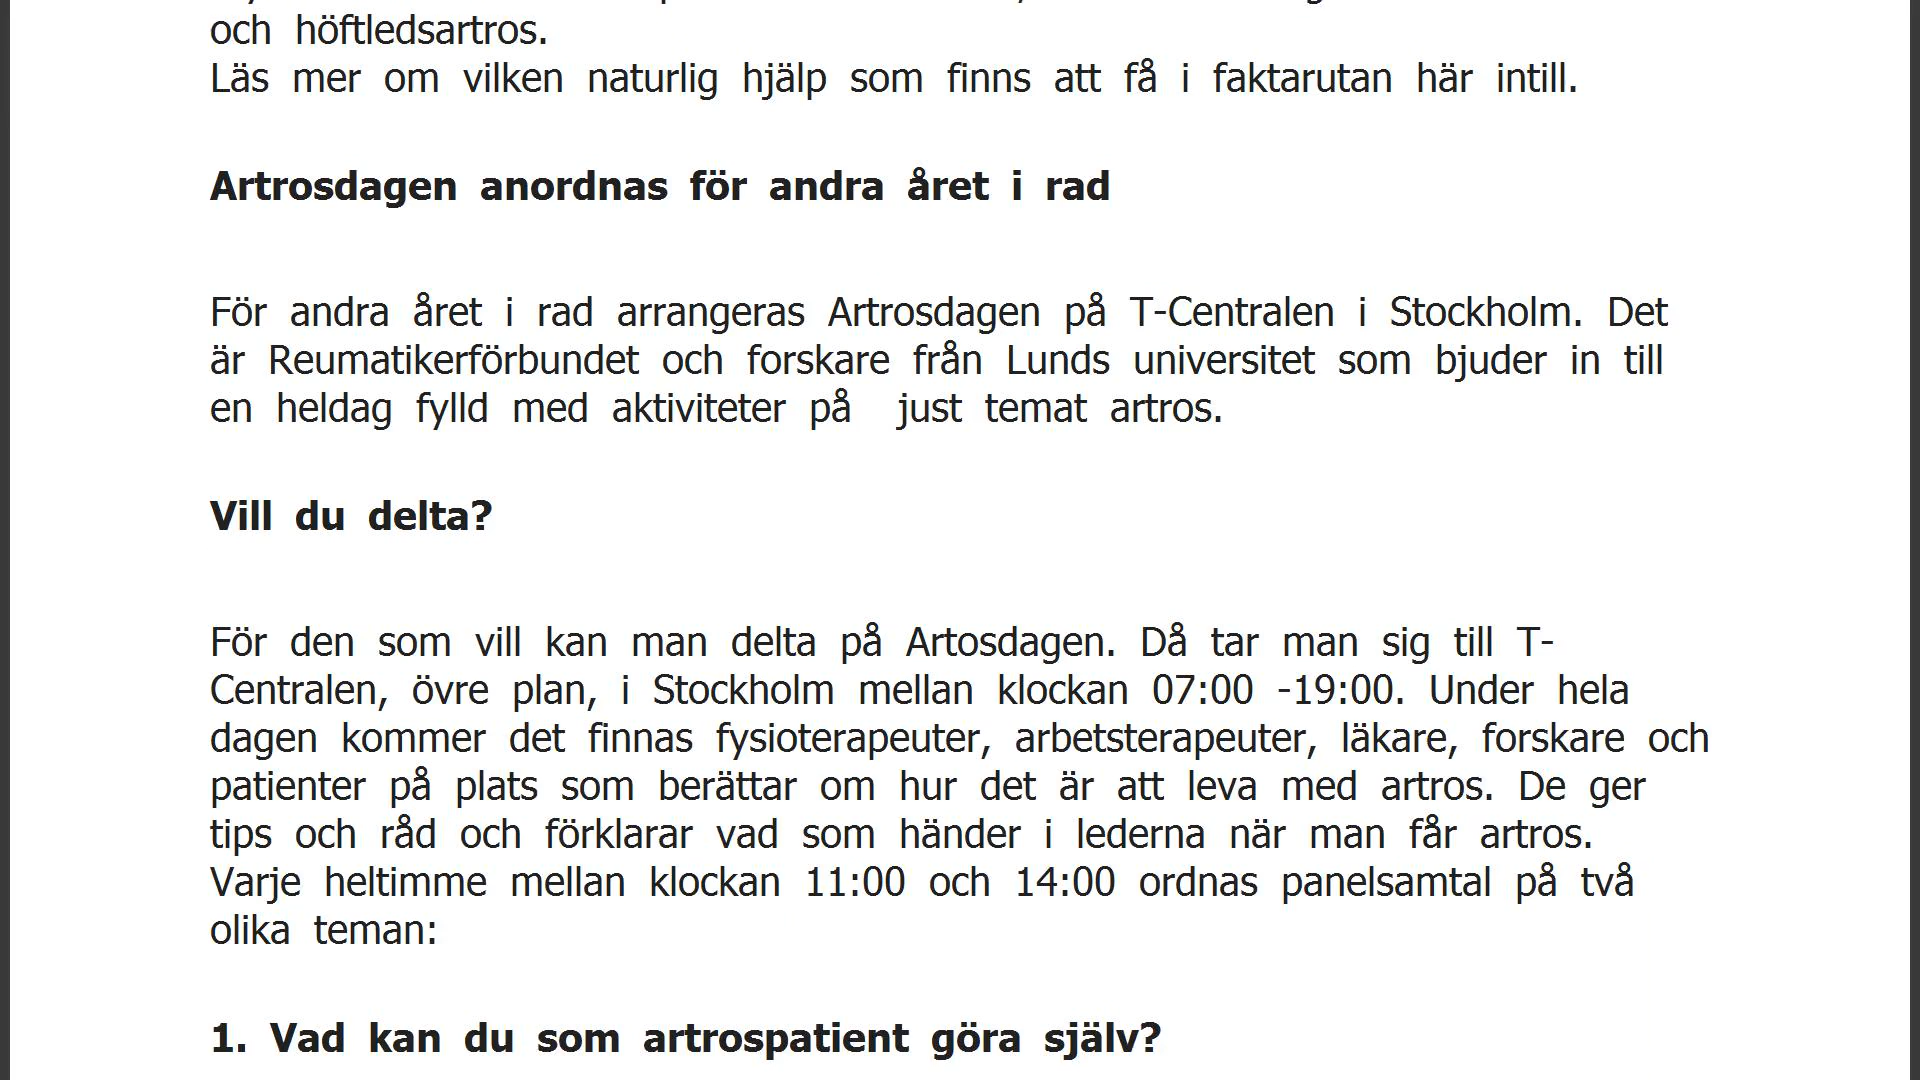 och höftledsartros.
Läs mer om vilken naturlig hjälp som finns att få i faktarutan här intill.
Artrosdagen anordnas för andra året i rad
För andra året i rad arrangeras Artrosdagen på T-Centralen i Stockholm. Det
är Reumatikerförbundet och forskare från Lunds universitet som bjuder in till
en heldag fylld med aktiviteter på just temat artros.
Vill du delta?
För den som vill kan man delta på Artosdagen. Då tar man sig till T-
Centralen, övre plan, i Stockholm mellan klockan 07:00 -19:00. Under hela
dagen kommer det finnas fysioterapeuter, arbetsterapeuter, läkare, forskare och
patienter på plats som berättar om hur det är att leva med artros. De ger
tips och råd och förklarar vad som händer i lederna när man får artros.
Varje heltimme mellan klockan 11:00 och 14:00 ordnas panelsamtal på två
olika teman:
1. Vad kan du som artrospatient göra själv?